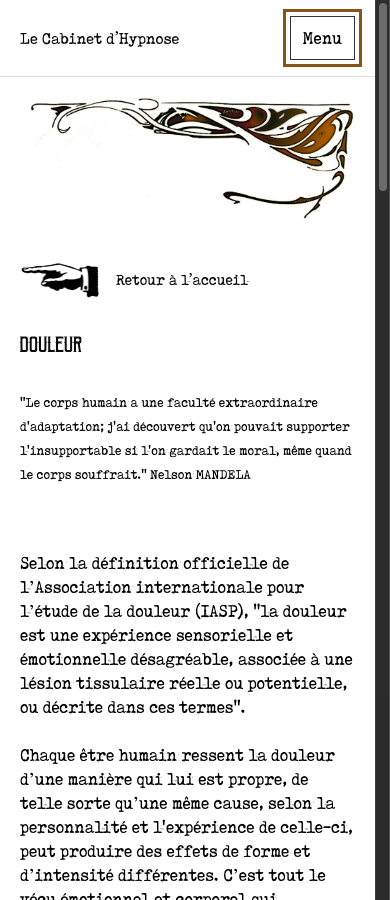 Le Cabinet d'Hypnose
Menu
Retour à l'accueil
DOULEUR
"Le corps humain a une faculté extraordinaire
d'adaptation; j'ai découvert qu'on pouvait supporter
l'insupportable si l'on gardait le moral, même quand
le corps souffrait." Nelson MANDELA
Selon la définition officielle de
l'Association internationale pour
l'étude de la douleur (IASP), "la douleur
est une expérience sensorielle et
émotionnelle désagréable, associée à une
lésion tissulaire réelle ou potentielle,
ou décrite dans ces termes".
Chaque être humain ressent la douleur
d'une manière qui lui est propre, de
telle sorte qu'une même cause, selon la
personnalité et l'expérience de celle-ci,
peut produire des effets de forme et
d'intensité différentes. C'est tout le
vécu émotionnel et corporel qui